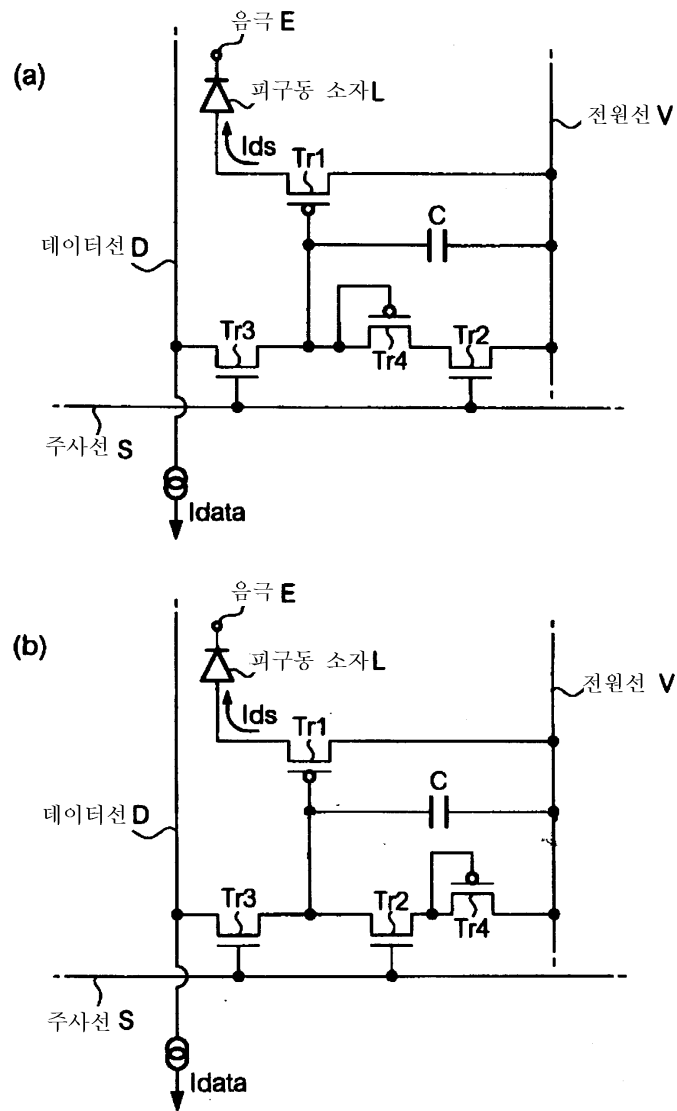 (a)
음극 E
피구동 소자 L
전원선 V
Ids
Tr1
C
데이터선 D
Tr3
Tr4
Tr2
주사선 S
Idata
(b)
음극 E
피구동 소자 L
전원선 V
Ids
Tr1
C
데이터선 D
Tr3
Tr2
Tr4
주사선 S
Idata